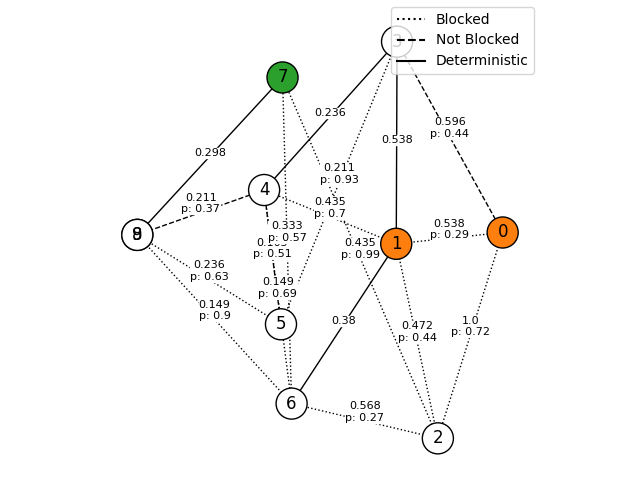 Blocked
Not Blocked
Deterministic
3
7
0.236
0.596
p: 0.44
0.538
0.298
0.211
p: 0.93
4
0.211
p: 0.37
0.435
p: 0.7
0.333
p: 0.57
0.538
p: 0.29
0
1
0.435
p: 0.99
p: 0.51
0.236
p: 0.63
0.149
p: 0.69
0.149
p: 0.9
5
0.38
0.472
p: 0.44
1.0
p: 0.72
6
0.568
p: 0.27
2